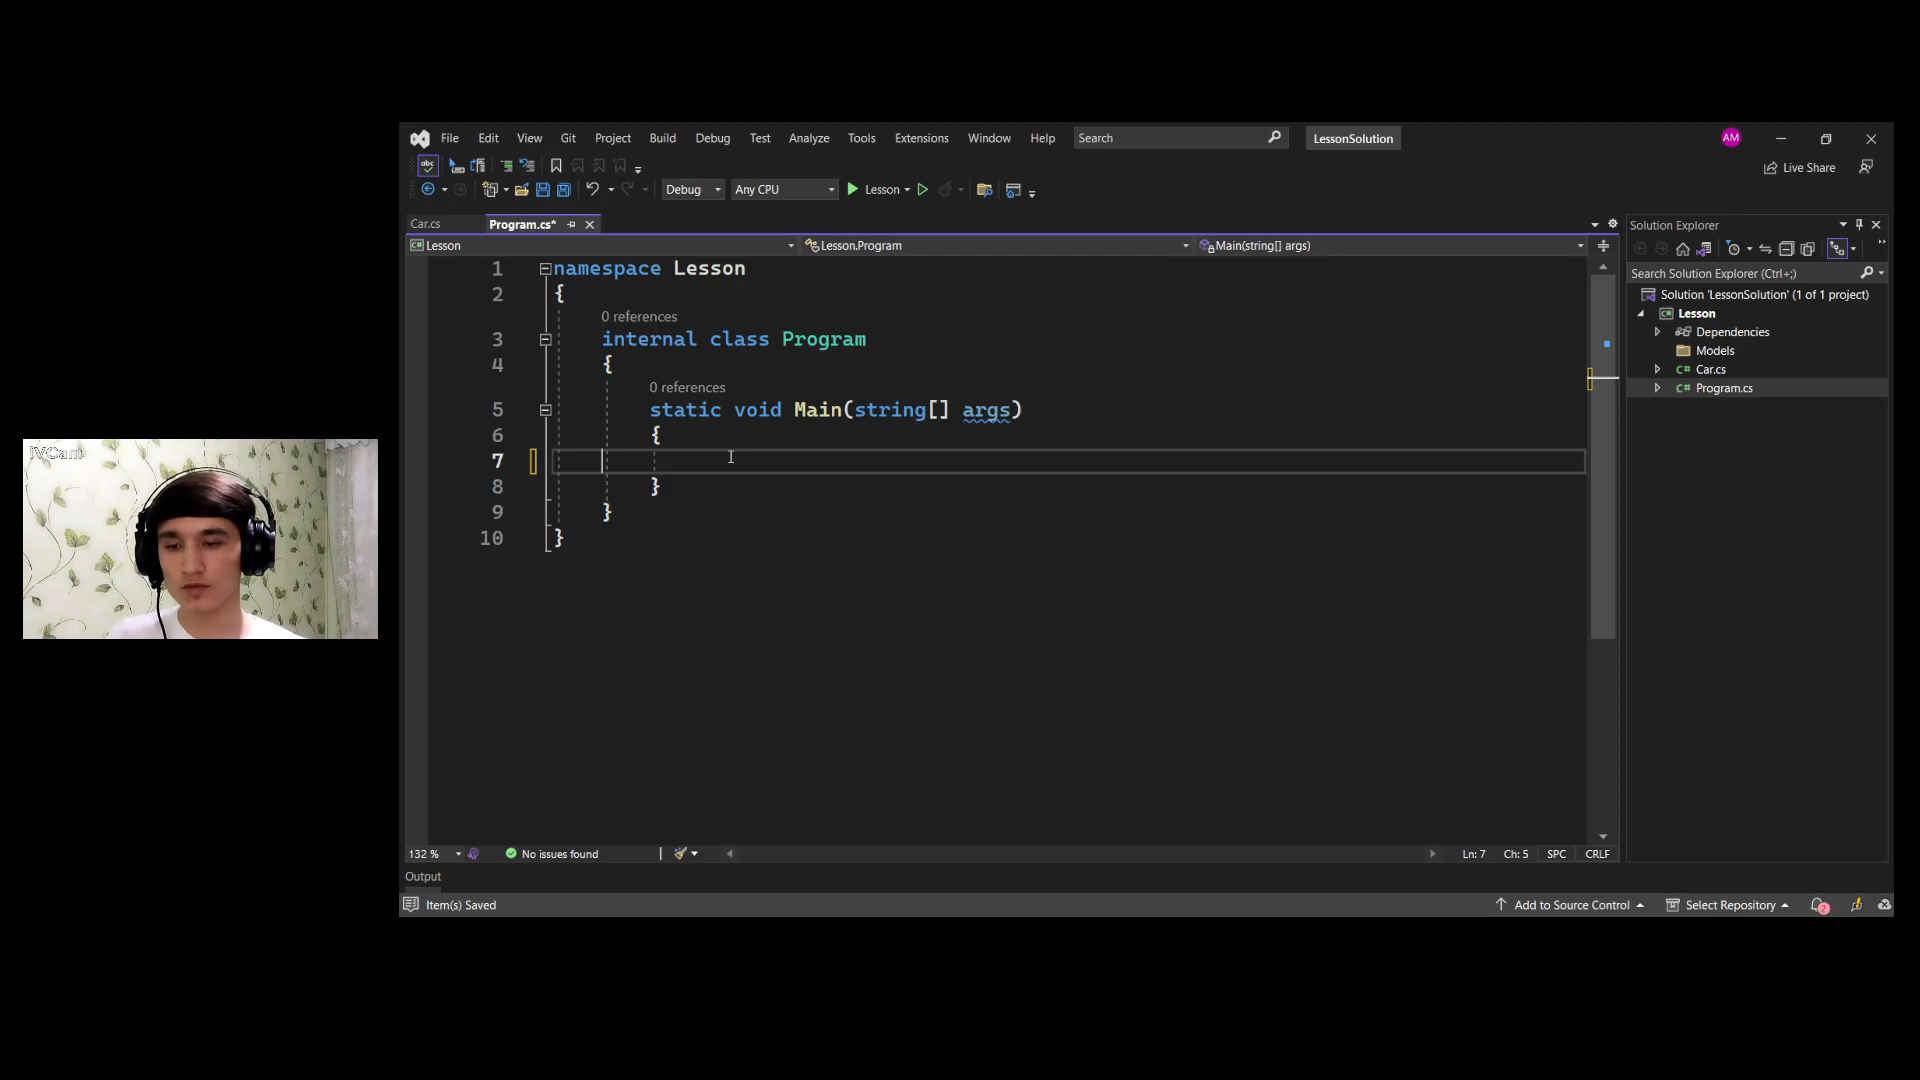 File Edit View Git Project Build Debug Test Analyze Tools Extensions Window Help Search LessonSolution AM
abc Live Share
Debug Any CPU Lesson
Car.cs Program.cs*
C# Lesson Lesson.Program Main(string[] args)
1 namespace Lesson
2 {
0 references
3 internal class Program
4 {
0 references
5 static void Main(string[] args)
6 {
7
8 }
9 }
10 }
132 % No issues found Ln: 7 Ch: 5 SPC CRLF
Output
Item(s) Saved Add to Source Control Select Repository 2
Solution Explorer
Search Solution Explorer (Ctrl+;)
Solution 'LessonSolution' (1 of 1 project)
C# Lesson
Dependencies
Models
C# Car.cs
C# Program.cs
iVCam